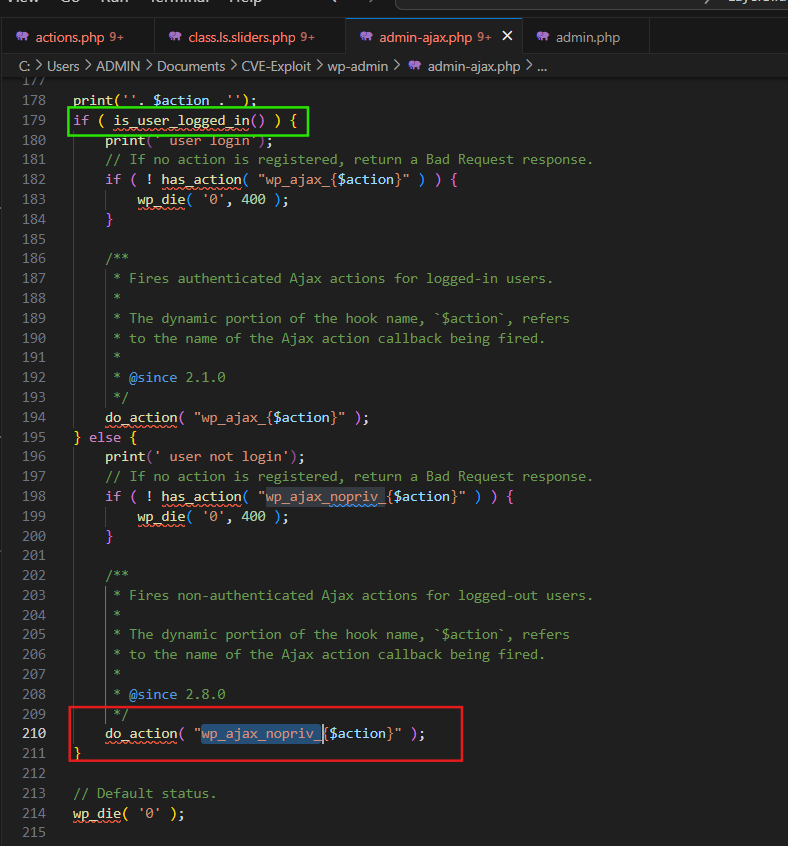 actions.php 9+ class.ls.sliders.php 9+ admin-ajax.php 9+ × admin.php
C: > Users > ADMIN > Documents > CVE-Exploit > wp-admin > admin-ajax.php > ...
177
178 print(''. $action .'');
179 if ( is_user_logged_in() ) {
180 print(' user login');
181 // If no action is registered, return a Bad Request response.
182 if ( ! has_action( "wp_ajax_{$action}" ) ) {
183 wp_die( '0', 400 );
184 }
185
186 /**
187 * Fires authenticated Ajax actions for logged-in users.
188 *
189 * The dynamic portion of the hook name, `$action`, refers
190 * to the name of the Ajax action callback being fired.
191 *
192 * @since 2.1.0
193 */
194 do_action( "wp_ajax_{$action}" );
195 } else {
196 print(' user not login');
197 // If no action is registered, return a Bad Request response.
198 if ( ! has_action( "wp_ajax_nopriv_{$action}" ) ) {
199 wp_die( '0', 400 );
200 }
201
202 /**
203 * Fires non-authenticated Ajax actions for logged-out users.
204 *
205 * The dynamic portion of the hook name, `$action`, refers
206 * to the name of the Ajax action callback being fired.
207 *
208 * @since 2.8.0
209 */
210 do_action( "wp_ajax_nopriv_{$action}" );
211 }
212
213 // Default status.
214 wp_die( '0' );
215